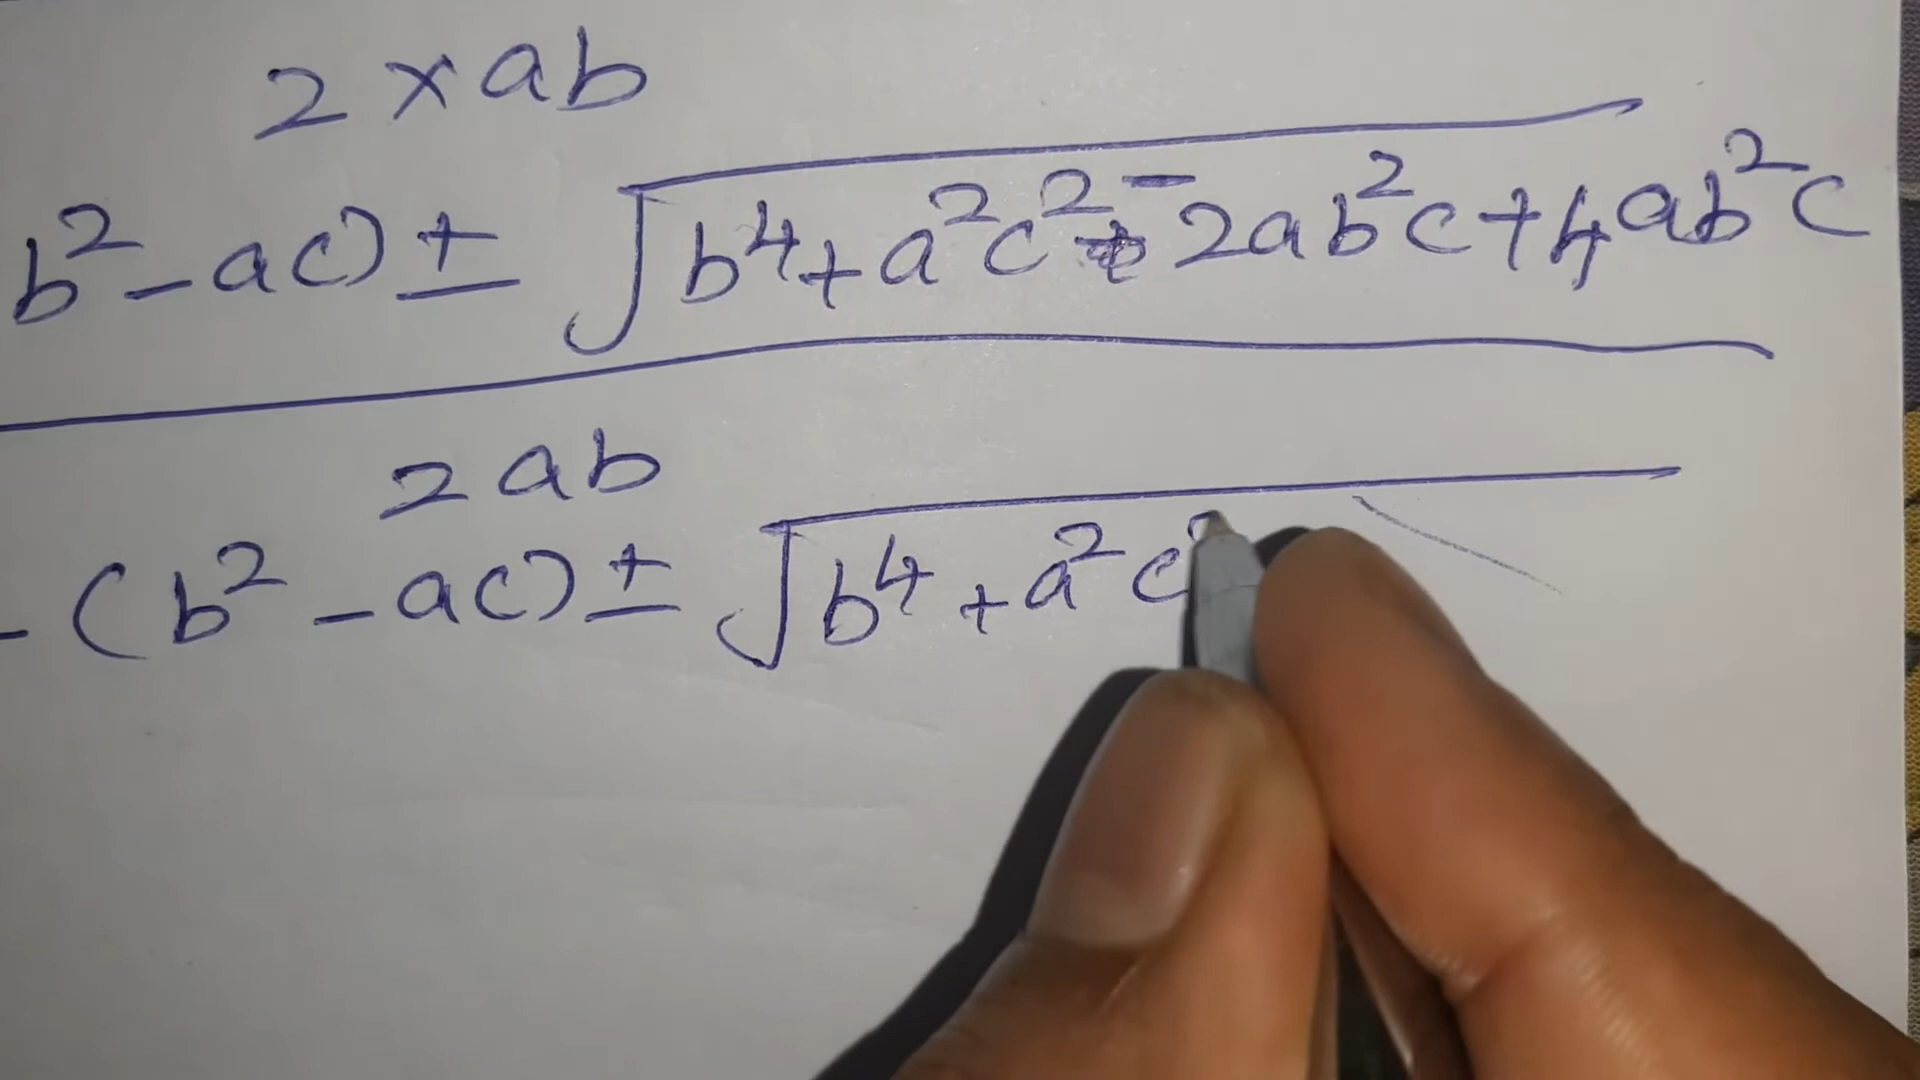 2 × ab
b² - ac) ± √b⁴ + a²c² - 2ab²c + 4ab²c
2ab
- (b² - ac) ± √b⁴ + a²c